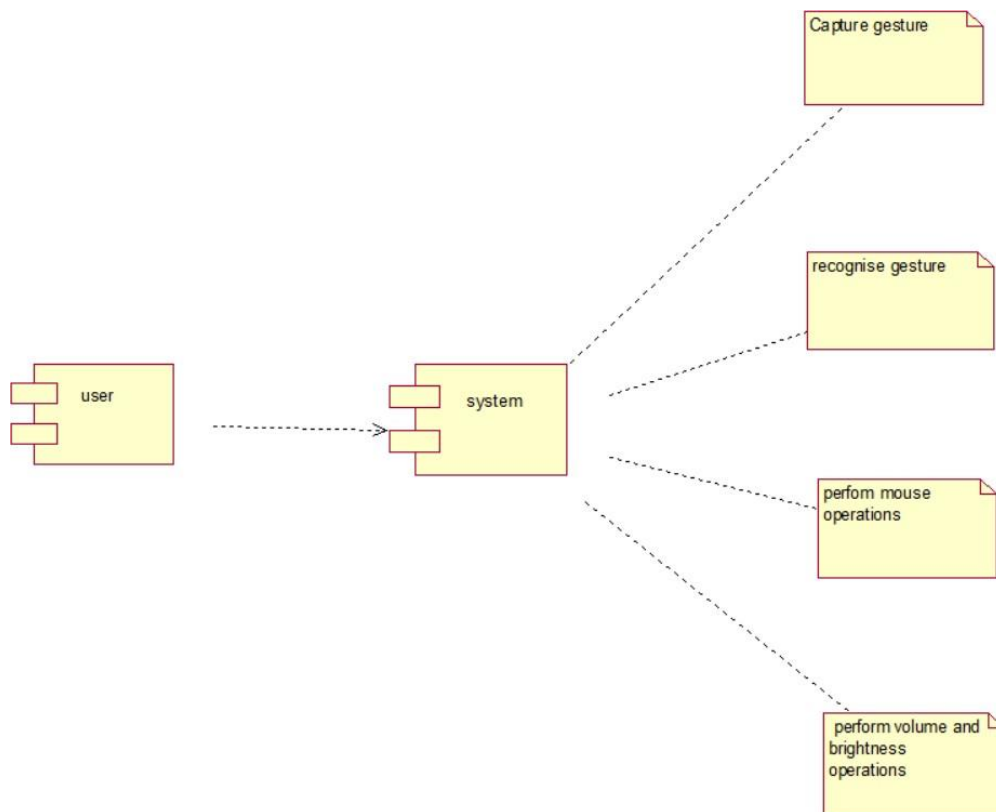 Capture gesture
recognise gesture
user
system
perfom mouse
operations
perform volume and
brightness
operations